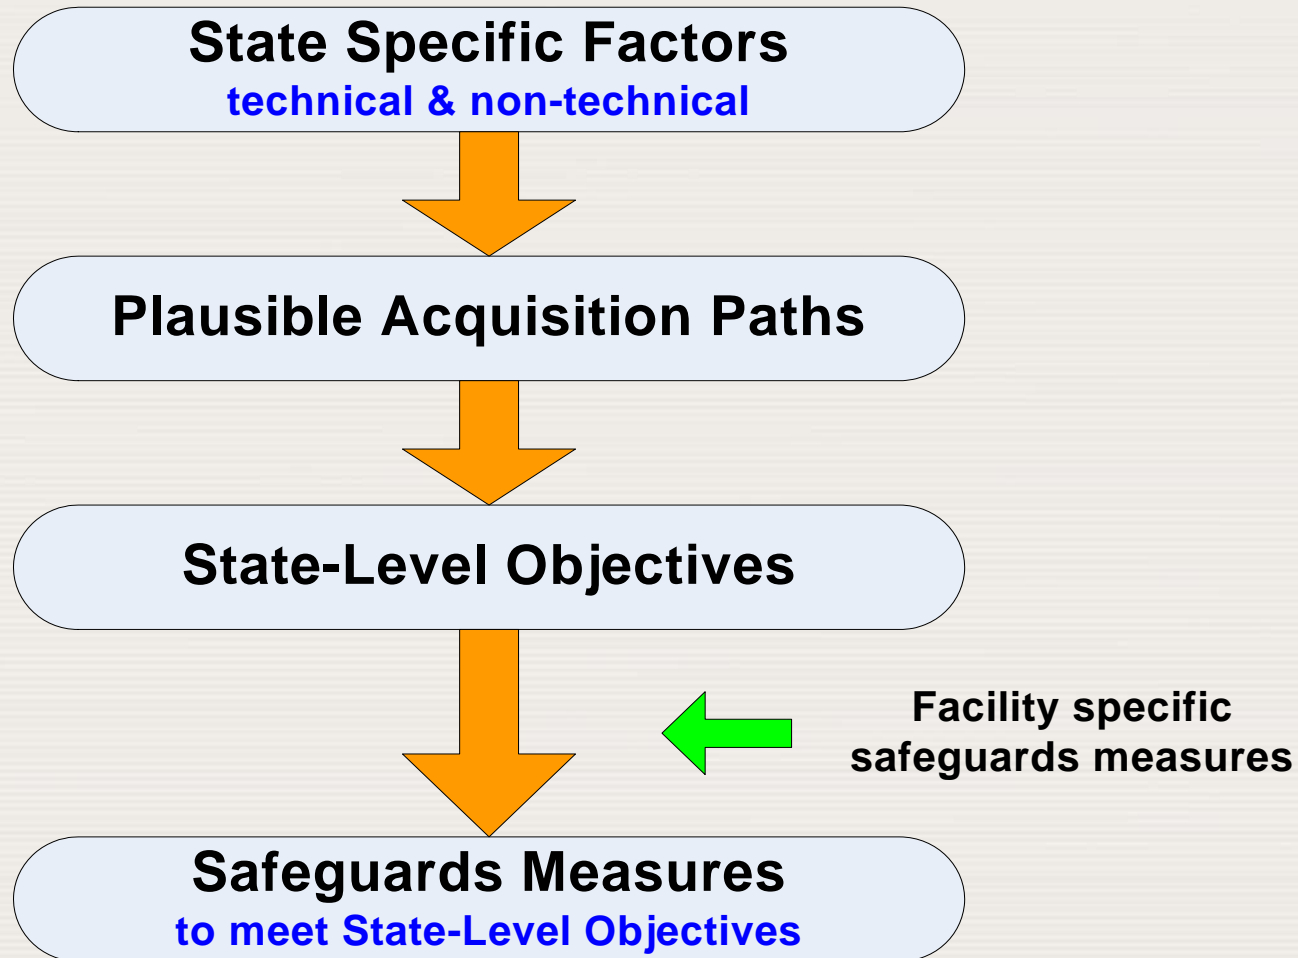 State Specific Factors
technical & non-technical
Plausible Acquisition Paths
State-Level Objectives
Facility specific
safeguards measures
Safeguards Measures
to meet State-Level Objectives